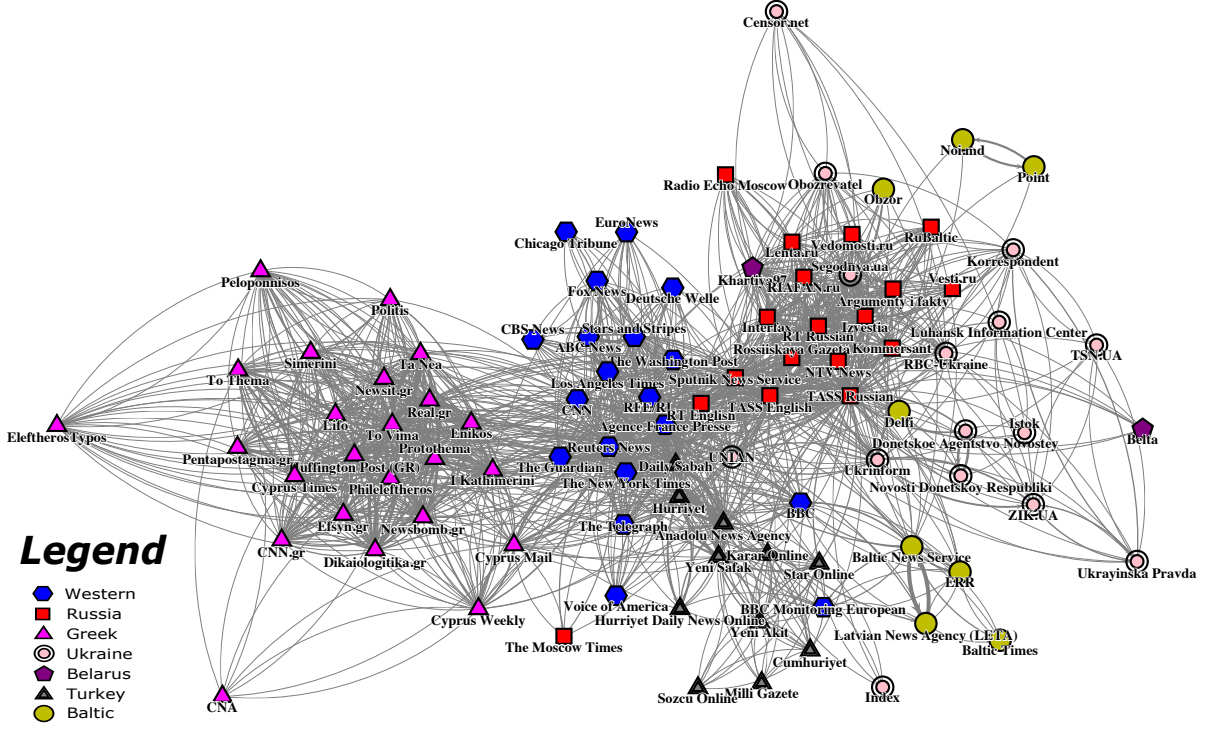 Censor.net
Noi.md
Point
Radio Echo Moscow
Obozrevatel
Obzor
EuroNews
Chicago Tribune
Lenta.ru
Vedomosti.ru
RuBaltic
Korrespondent
Segodnya.ua
Khartiya97
RIAFAN.ru
Vesti.ru
Peloponnisos
Fox News
Deutsche Welle
Argumenty i fakty
Politis
CBS News
Stars and Stripes
Interfax
RT Russian
Izvestia
Luhansk Information Center
ABC News
Rossiiskaya Gazeta
Kommersant
TSN.UA
Simerini
Ta Nea
he Washington Post
RBC-Ukraine
To Thema
Newsit.gr
Los Angeles Times
Sputnik News Service
NTV News
Real.gr
CNN
RFE/RL
RT English
TASS English
TASS Russian
Lifo
To Vima
Enikos
Agence France Presse
Delfi
Istok
EleftherosTypos
Protothema
Reuters News
UNIAN
Donetskoe Agentstvo Novostey
Belta
Pentapostagma.gr
uffington Post (GR)
The Guardian
Daily Sabah
Ukrinform
Cyprus Times
Phileleftheros
I Kathimerini
The New York Times
Novosti Donetskoy Respubliki
Hurriyet
BBC
ZIK.UA
Efsyn.gr
Newsbomb.gr
The Telegraph
Anadolu News Agency
CNN.gr
Dikaiologitika.gr
Cyprus Mail
Yeni Safak
Karar Online
Star Online
Baltic News Service
ERR
Ukrayinska Pravda
Legend
Western
Russia
Greek
Ukraine
Belarus
Turkey
Baltic
Cyprus Weekly
Voice of America
Hurriyet Daily News Online
BBC Monitoring European
Yeni Akit
Latvian News Agency (LETA)
Baltic Times
The Moscow Times
Cumhuriyet
CNA
Sozcu Online
Milli Gazete
Index